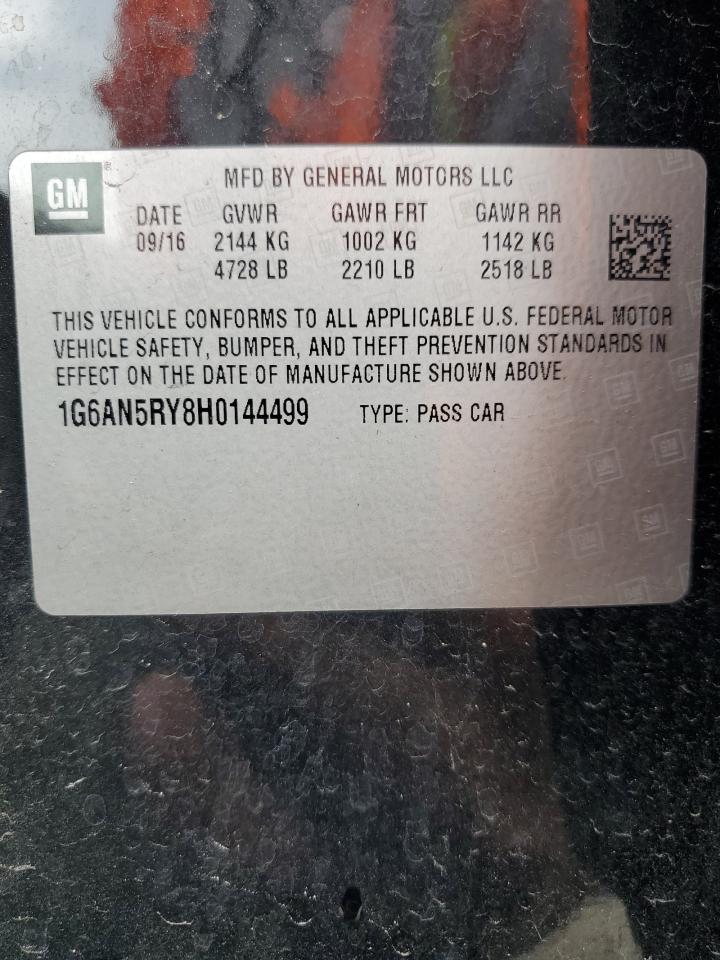 GM
MFD BY GENERAL MOTORS LLC
DATE GVWR GAWR FRT GAWR RR
09/16 2144 KG 1002 KG 1142 KG
4728 LB 2210 LB 2518 LB
THIS VEHICLE CONFORMS TO ALL APPLICABLE U.S. FEDERAL MOTOR
VEHICLE SAFETY, BUMPER, AND THEFT PREVENTION STANDARDS IN
EFFECT ON THE DATE OF MANUFACTURE SHOWN ABOVE.
1G6AN5RY8H0144499 TYPE: PASS CAR